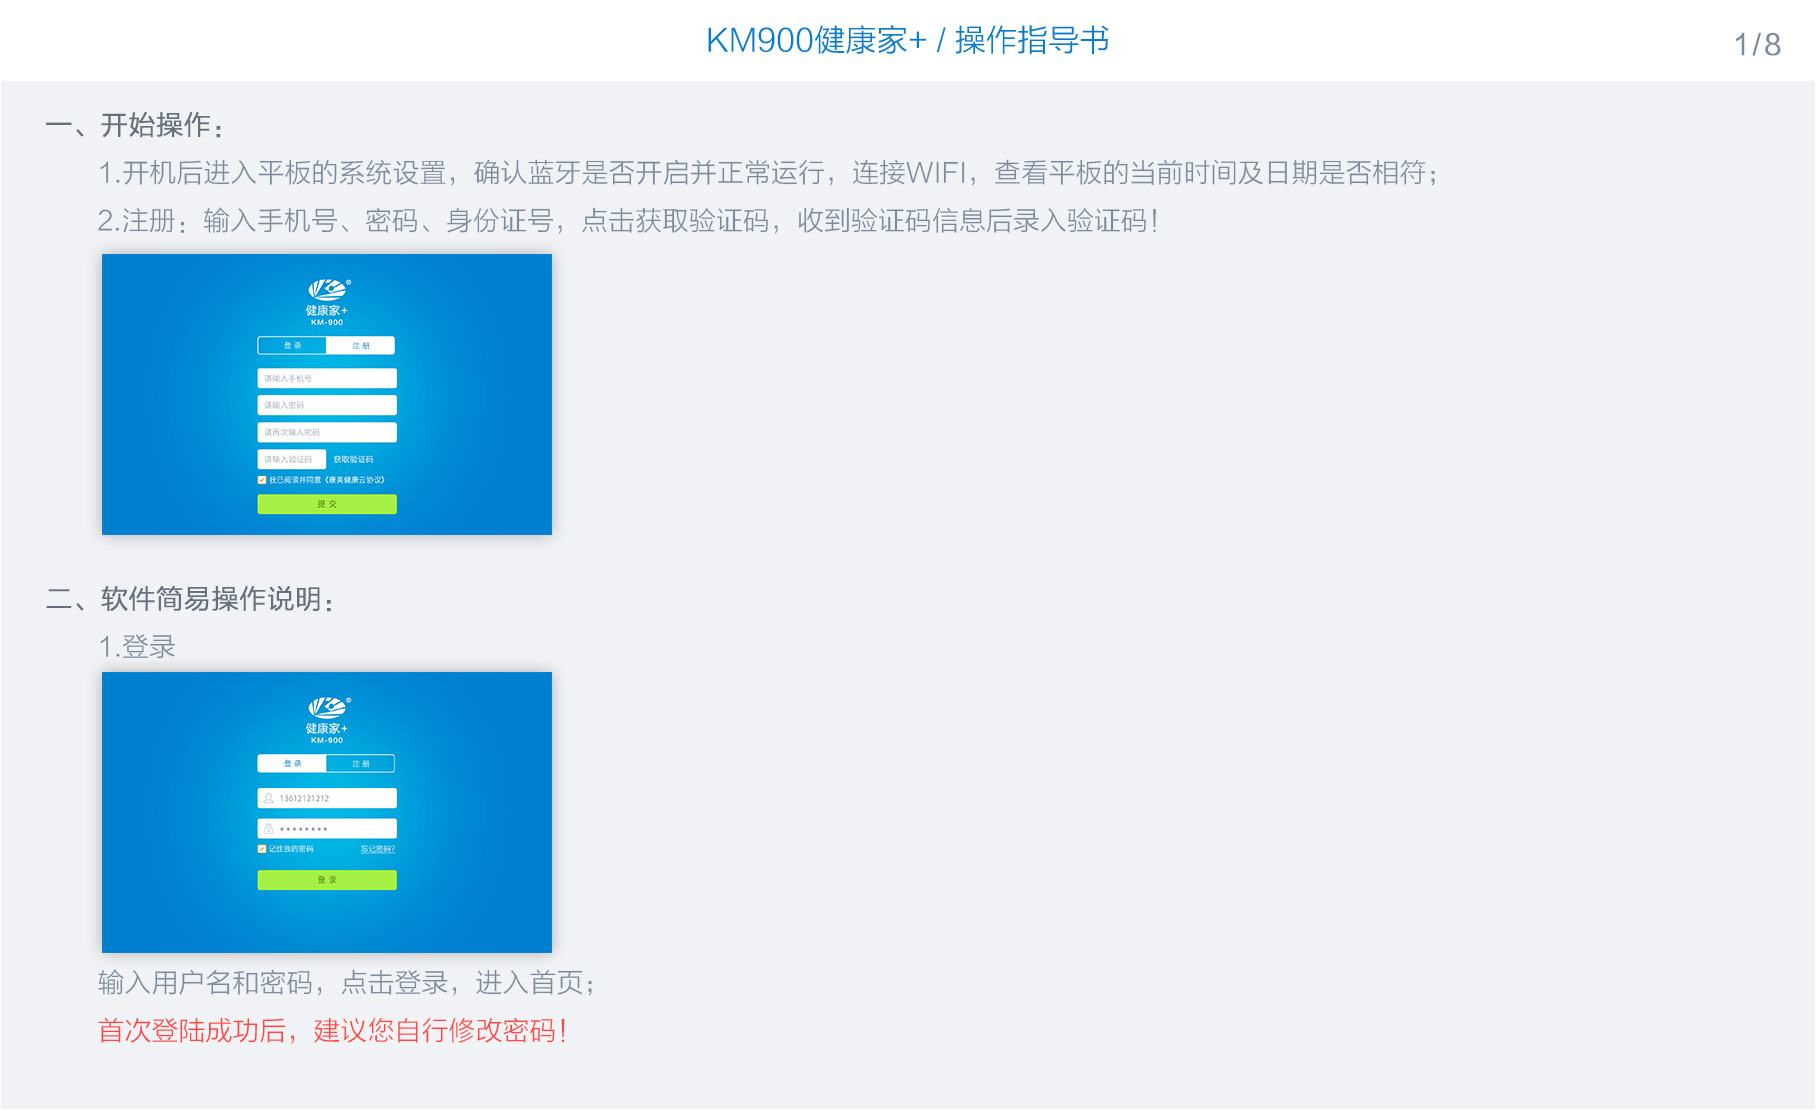 KM900健康家+ / 操作指导书
1/8
一、开始操作：
1.开机后进入平板的系统设置，确认蓝牙是否开启并正常运行，连接WIFI，查看平板的当前时间及日期是否相符；
2.注册：输入手机号、密码、身份证号，点击获取验证码，收到验证码信息后录入验证码！
®
健康家+
KM-900
登 录 注 册
请输入手机号
请输入密码
请再次输入密码
请输入验证码 获取验证码
我已阅读并同意《康美健康云协议》
提 交
二、软件简易操作说明：
1.登录
®
健康家+
KM-900
登 录 注 册
13612121212
记住我的密码 忘记密码?
登 录
输入用户名和密码，点击登录，进入首页；
首次登陆成功后，建议您自行修改密码！